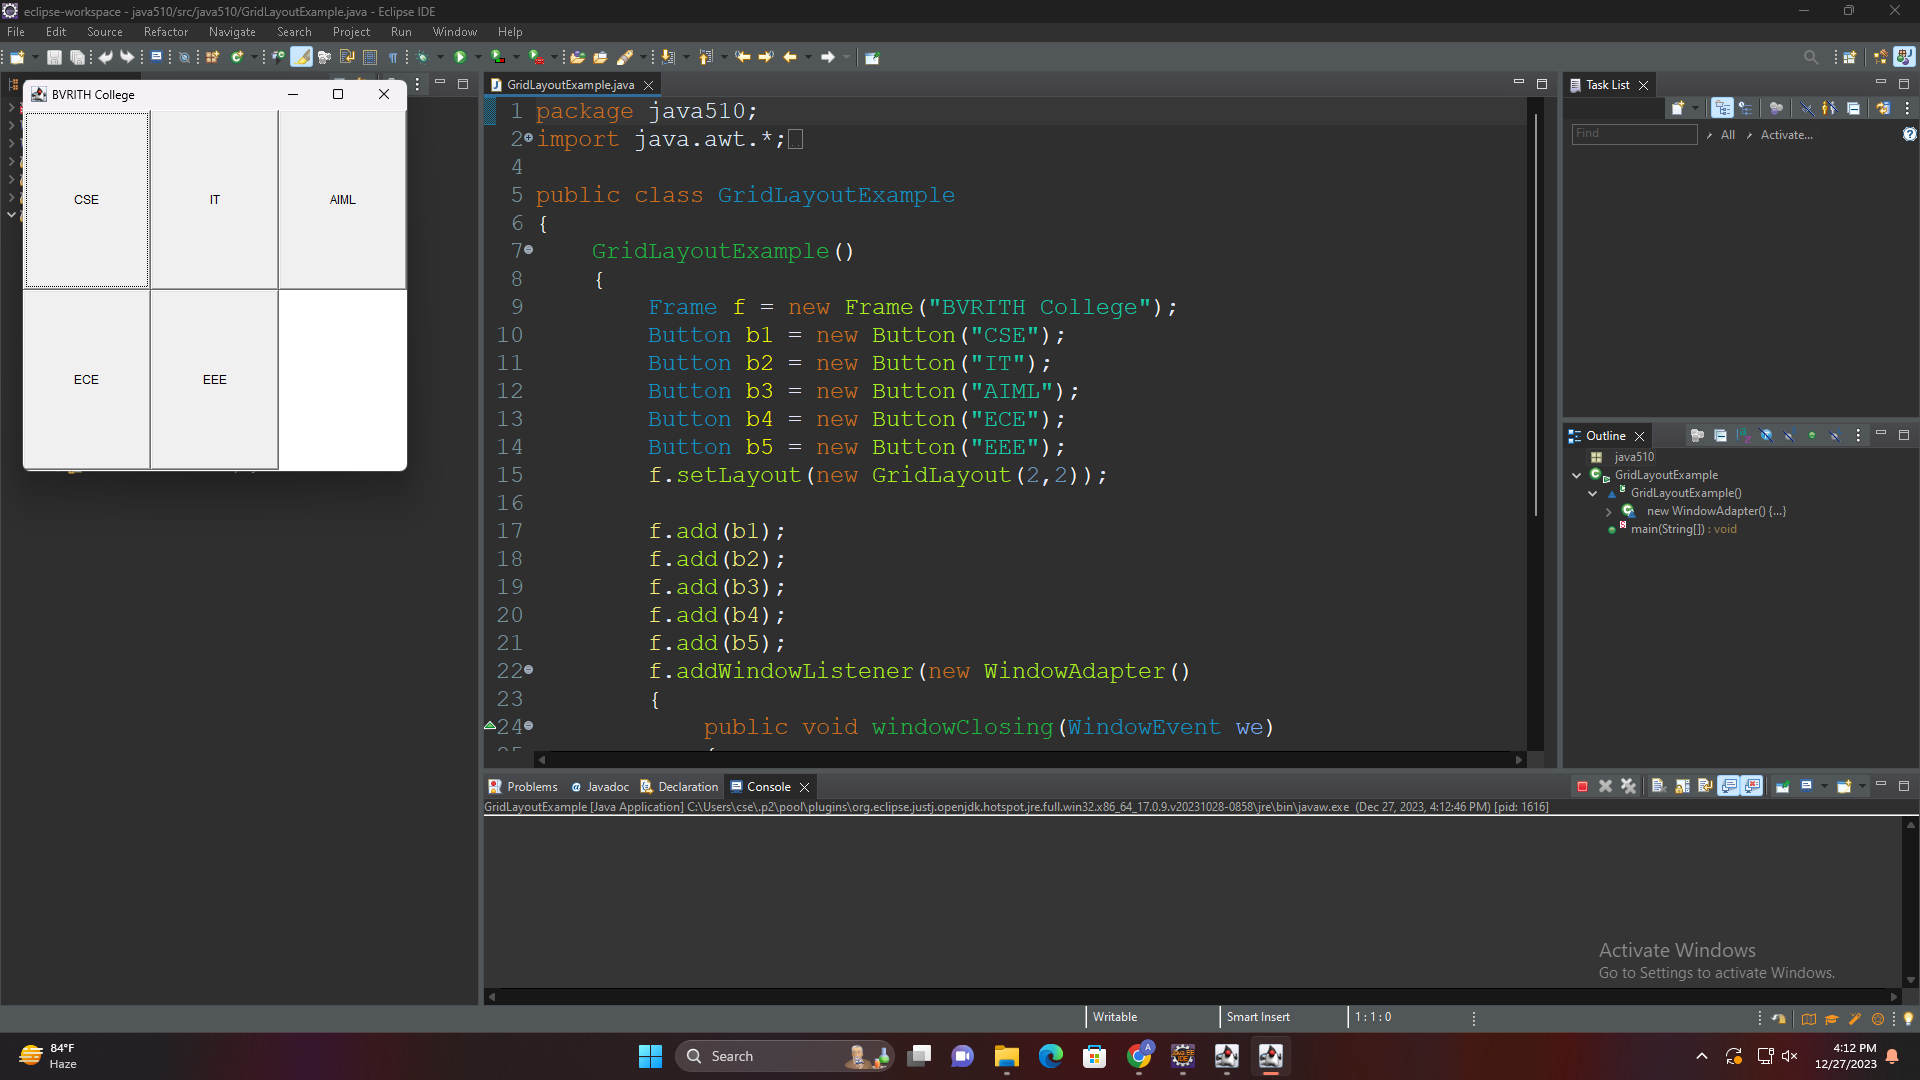 eclipse-workspace - java510/src/java510/GridLayoutExample.java - Eclipse IDE
File Edit Source Refactor Navigate Search Project Run Window Help
BVRITH College
CSE IT AIML
ECE EEE
GridLayoutExample.java
1 package java510;
2 import java.awt.*;
4
5 public class GridLayoutExample
6 {
7 GridLayoutExample()
8 {
9 Frame f = new Frame("BVRITH College");
10 Button b1 = new Button("CSE");
11 Button b2 = new Button("IT");
12 Button b3 = new Button("AIML");
13 Button b4 = new Button("ECE");
14 Button b5 = new Button("EEE");
15 f.setLayout(new GridLayout(2,2));
16
17 f.add(b1);
18 f.add(b2);
19 f.add(b3);
20 f.add(b4);
21 f.add(b5);
22 f.addWindowListener(new WindowAdapter()
23 {
24 public void windowClosing(WindowEvent we)
Task List
Find All Activate...
Outline
java510
GridLayoutExample
GridLayoutExample()
new WindowAdapter() {...}
main(String[]) : void
Problems Javadoc Declaration Console
GridLayoutExample [Java Application] C:\Users\cse\.p2\pool\plugins\org.eclipse.justj.openjdk.hotspot.jre.full.win32.x86_64_17.0.9.v20231028-0858\jre\bin\javaw.exe (Dec 27, 2023, 4:12:46 PM) [pid: 1616]
Activate Windows
Go to Settings to activate Windows.
Writable Smart Insert 1 : 1 : 0
84°F
Haze
Search
4:12 PM
12/27/2023